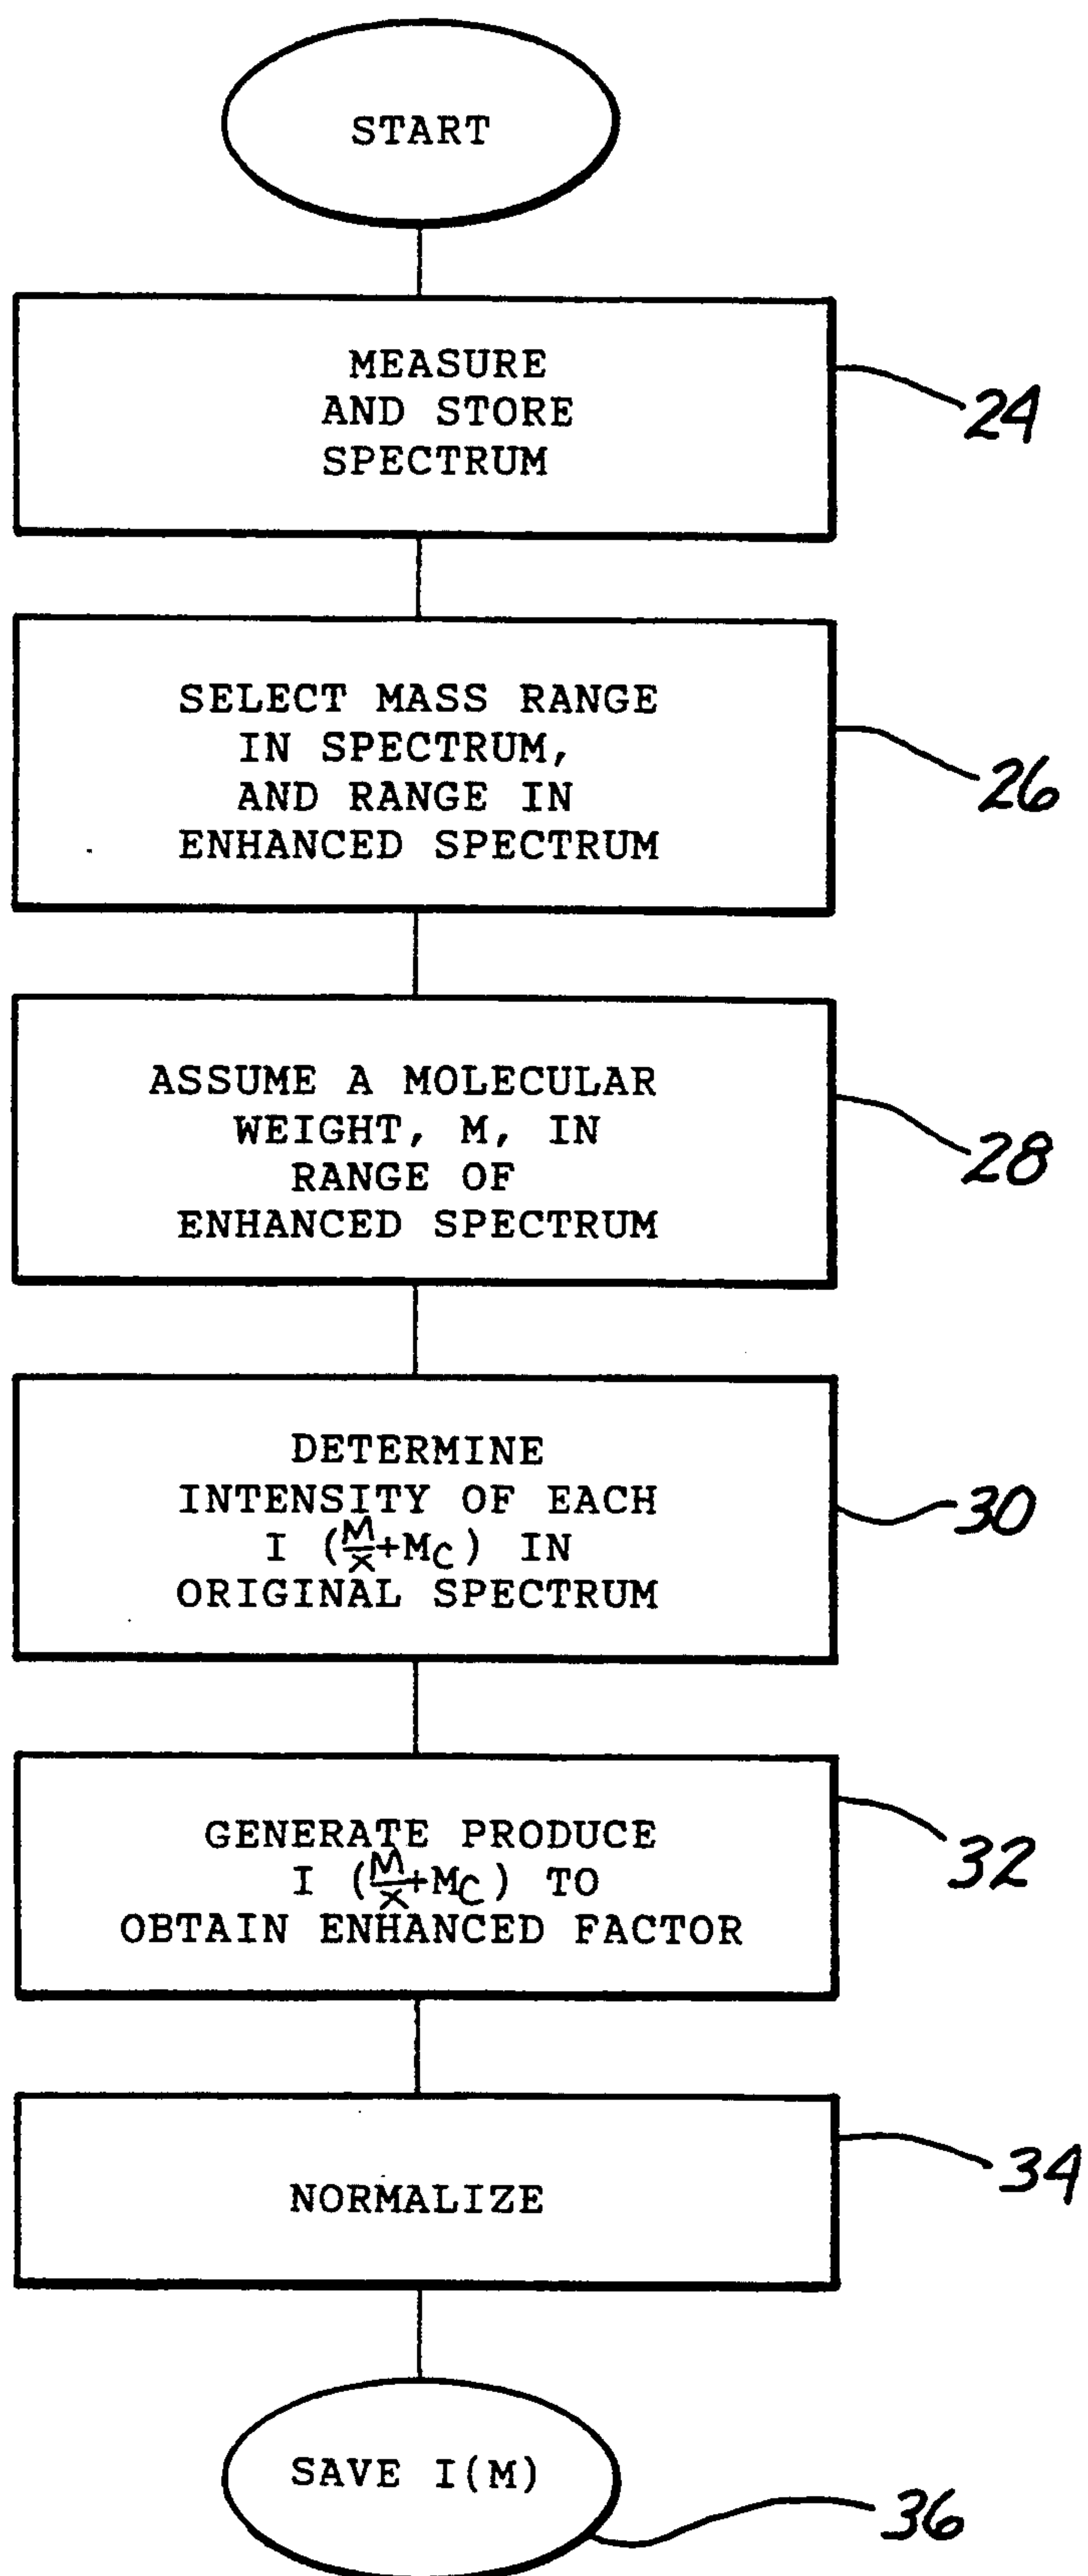 START
MEASURE
AND STORE
SPECTRUM
24
SELECT MASS RANGE
IN SPECTRUM,
AND RANGE IN
ENHANCED SPECTRUM
26
ASSUME A MOLECULAR
WEIGHT, M, IN
RANGE OF
ENHANCED SPECTRUM
28
DETERMINE
INTENSITY OF EACH
I (M/X+MC) IN
ORIGINAL SPECTRUM
30
GENERATE PRODUCE
I (M/X+MC) TO
OBTAIN ENHANCED FACTOR
32
NORMALIZE
34
SAVE I(M)
36